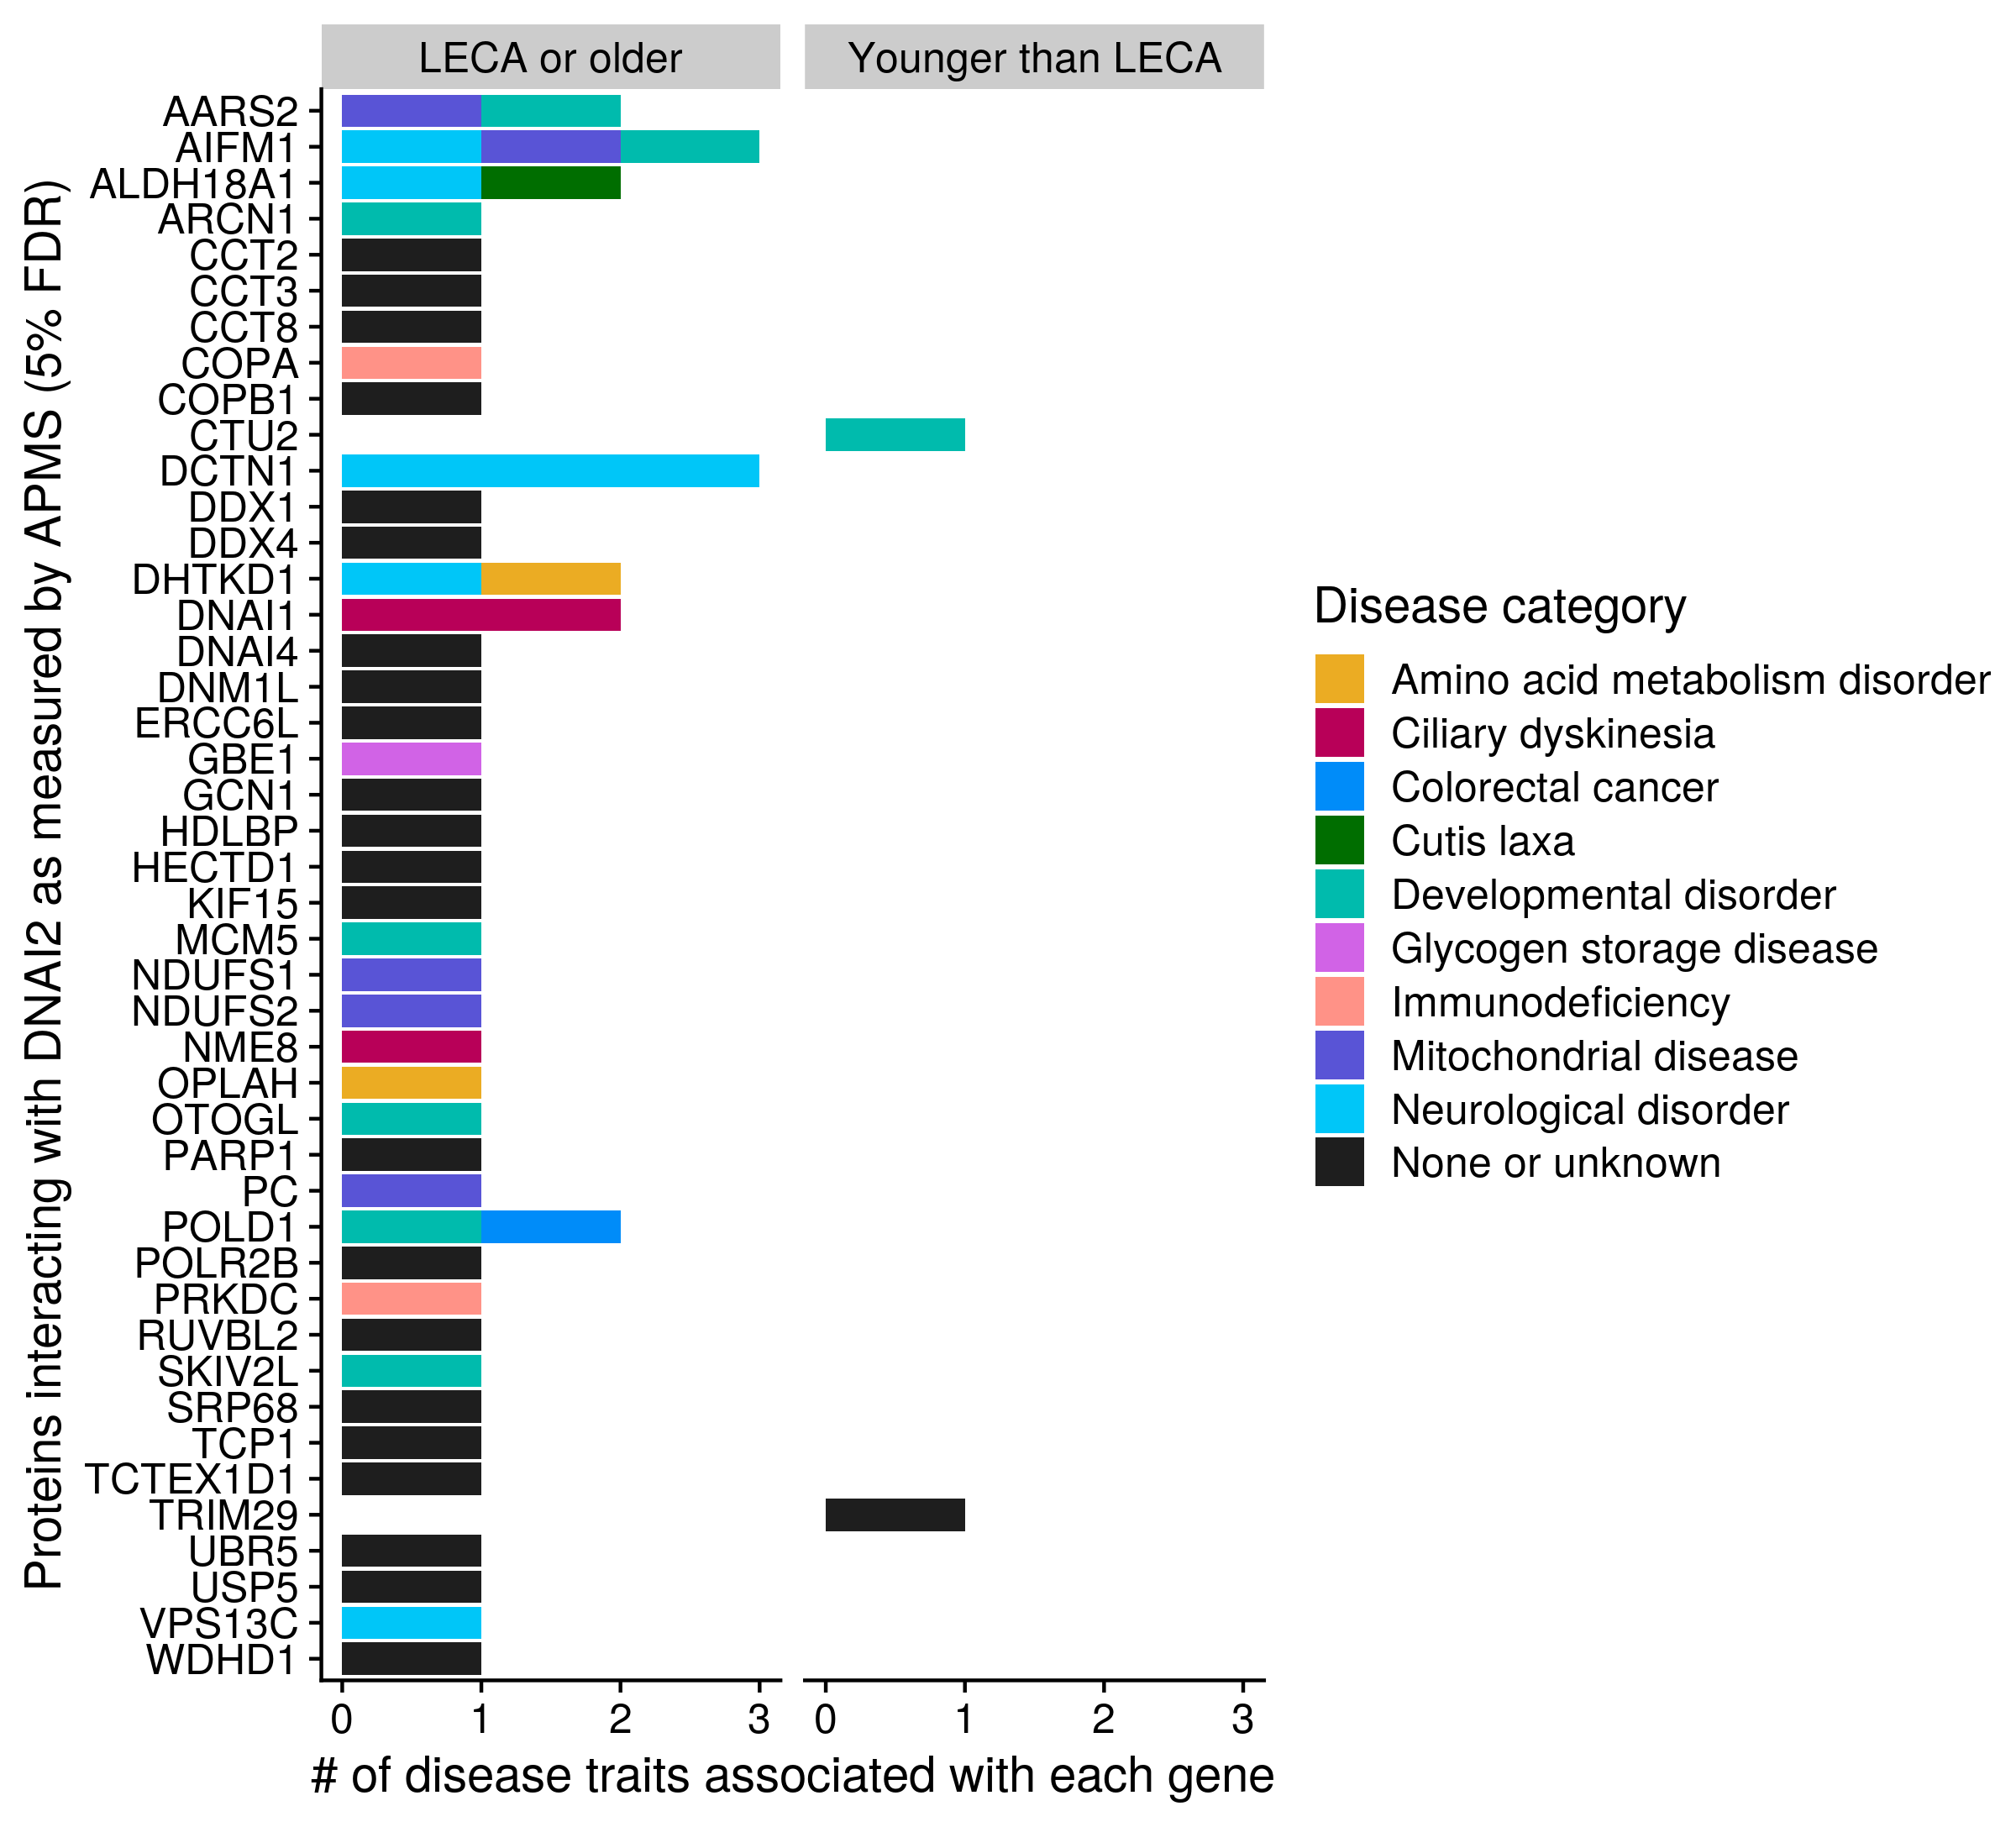 LECA or older
Younger than LECA
Proteins interacting with DNAI2 as measured by APMS (5% FDR)
AARS2
AIFM1
ALDH18A1
ARCN1
CCT2
CCT3
CCT8
COPA
COPB1
CTU2
DCTN1
DDX1
DDX4
DHTKD1
DNAI1
DNAI4
DNM1L
ERCC6L
GBE1
GCN1
HDLBP
HECTD1
KIF15
MCM5
NDUFS1
NDUFS2
NME8
OPLAH
OTOGL
PARP1
PC
POLD1
POLR2B
PRKDC
RUVBL2
SKIV2L
SRP68
TCP1
TCTEX1D1
TRIM29
UBR5
USP5
VPS13C
WDHD1
0 1 2 3 0 1 2 3
# of disease traits associated with each gene
Disease category
Amino acid metabolism disorder
Ciliary dyskinesia
Colorectal cancer
Cutis laxa
Developmental disorder
Glycogen storage disease
Immunodeficiency
Mitochondrial disease
Neurological disorder
None or unknown